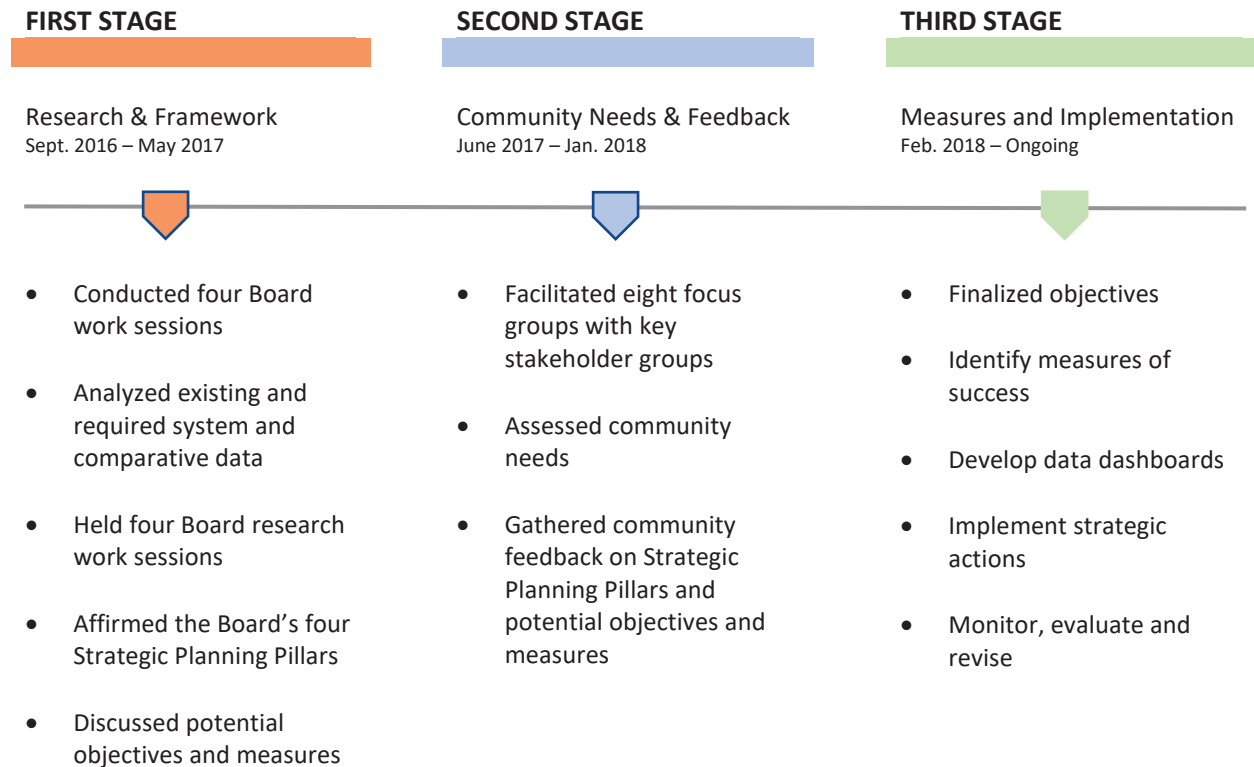 FIRST STAGE
Research & Framework
Sept. 2016 – May 2017
• Conducted four Board
work sessions
• Analyzed existing and
required system and
comparative data
• Held four Board research
work sessions
• Affirmed the Board’s four
Strategic Planning Pillars
• Discussed potential
objectives and measures
SECOND STAGE
Community Needs & Feedback
June 2017 – Jan. 2018
• Facilitated eight focus
groups with key
stakeholder groups
• Assessed community
needs
• Gathered community
feedback on Strategic
Planning Pillars and
potential objectives and
measures
THIRD STAGE
Measures and Implementation
Feb. 2018 – Ongoing
• Finalized objectives
• Identify measures of
success
• Develop data dashboards
• Implement strategic
actions
• Monitor, evaluate and
revise